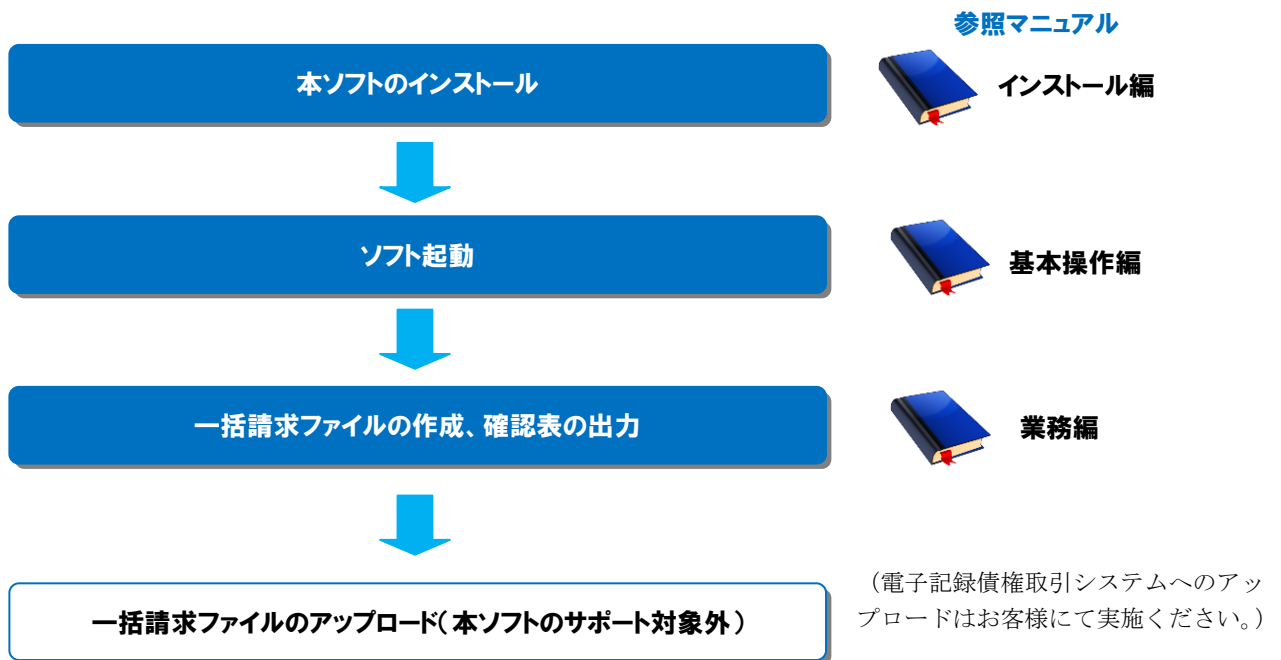 参照マニュアル
本ソフトのインストール
インストール編
ソフト起動
基本操作編
一括請求ファイルの作成、確認表の出力
業務編
一括請求ファイルのアップロード(本ソフトのサポート対象外)
（電子記録債権取引システムへのアッ
プロードはお客様にて実施ください。）